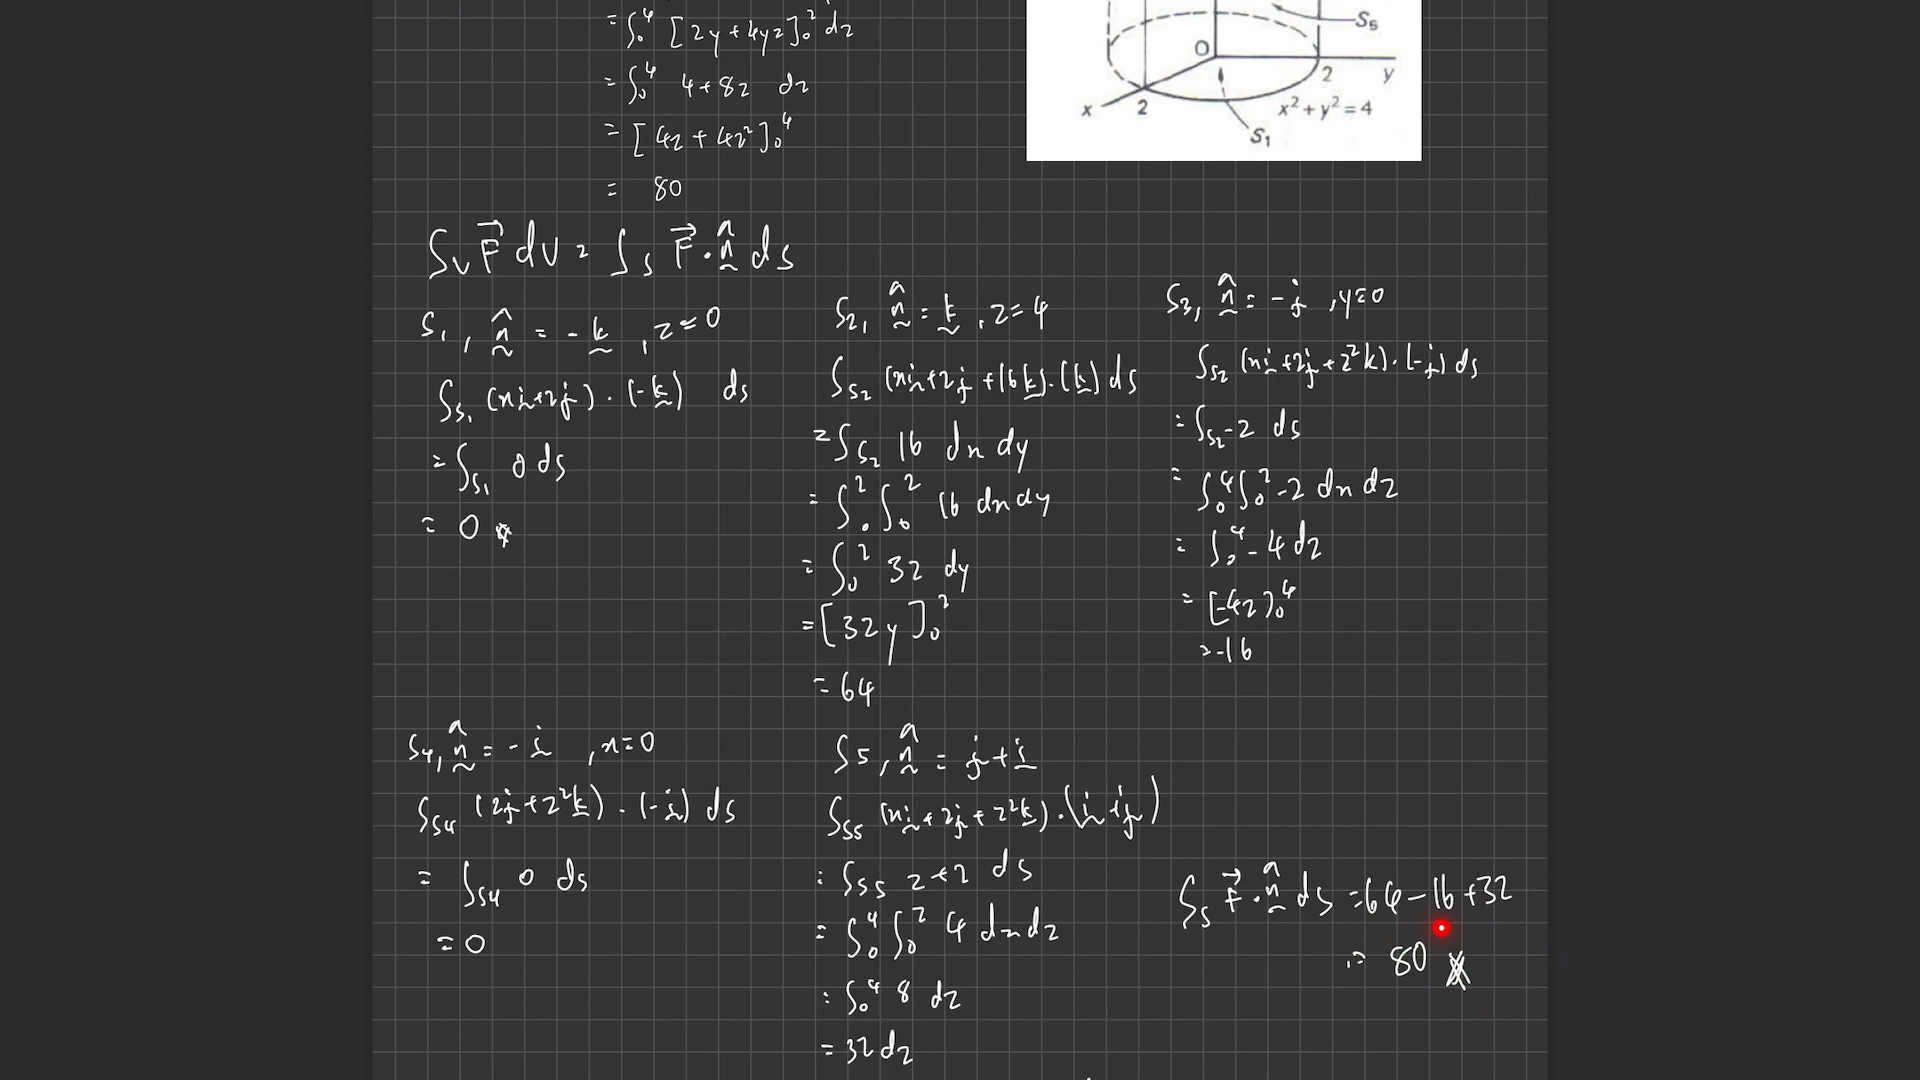 = ∫₀⁴ [2y + 4yz]₀² dz
= ∫₀⁴ 4 + 8z dz
= [4z + 4z²]₀⁴
= 80
S₅
O
2
y
x
2
x² + y² = 4
S₁
∫ᵥ F⃗ dV = ∫ₛ F⃗ · n̂ ds
S₁, n̂ = -k, z = 0
∫s₁ (xi + 2j) · (-k) ds
= ∫s₁ 0 ds
= 0
S₂, n̂ = k, z = 4
∫s₂ (xi + 2j + 16k) · (k) ds
= ∫s₂ 16 dx dy
= ∫₀² ∫₀² 16 dx dy
= ∫₀² 32 dy
= [32y]₀²
= 64
S₃, n̂ = -j, y = 0
∫s₂ (xi + 2j + z²k) · (-j) ds
= ∫s₂ -2 ds
= ∫₀⁴ ∫₀² -2 dx dz
= ∫₀⁴ -4 dz
= [-4z]₀⁴
= -16
S₄, n̂ = -i, x = 0
∫s₄ (2j + z²k) · (-i) ds
= ∫s₄ 0 ds
= 0
S5, n̂ = j + i
∫s₅ (xi + 2j + z²k) · (i + j)
= ∫s₅ 2+2 ds
= ∫₀⁴ ∫₀² 4 dx dz
= ∫₀⁴ 8 dz
= 32 dz
∫ₛ F⃗ · n̂ ds = 64 - 16 + 32
= 80